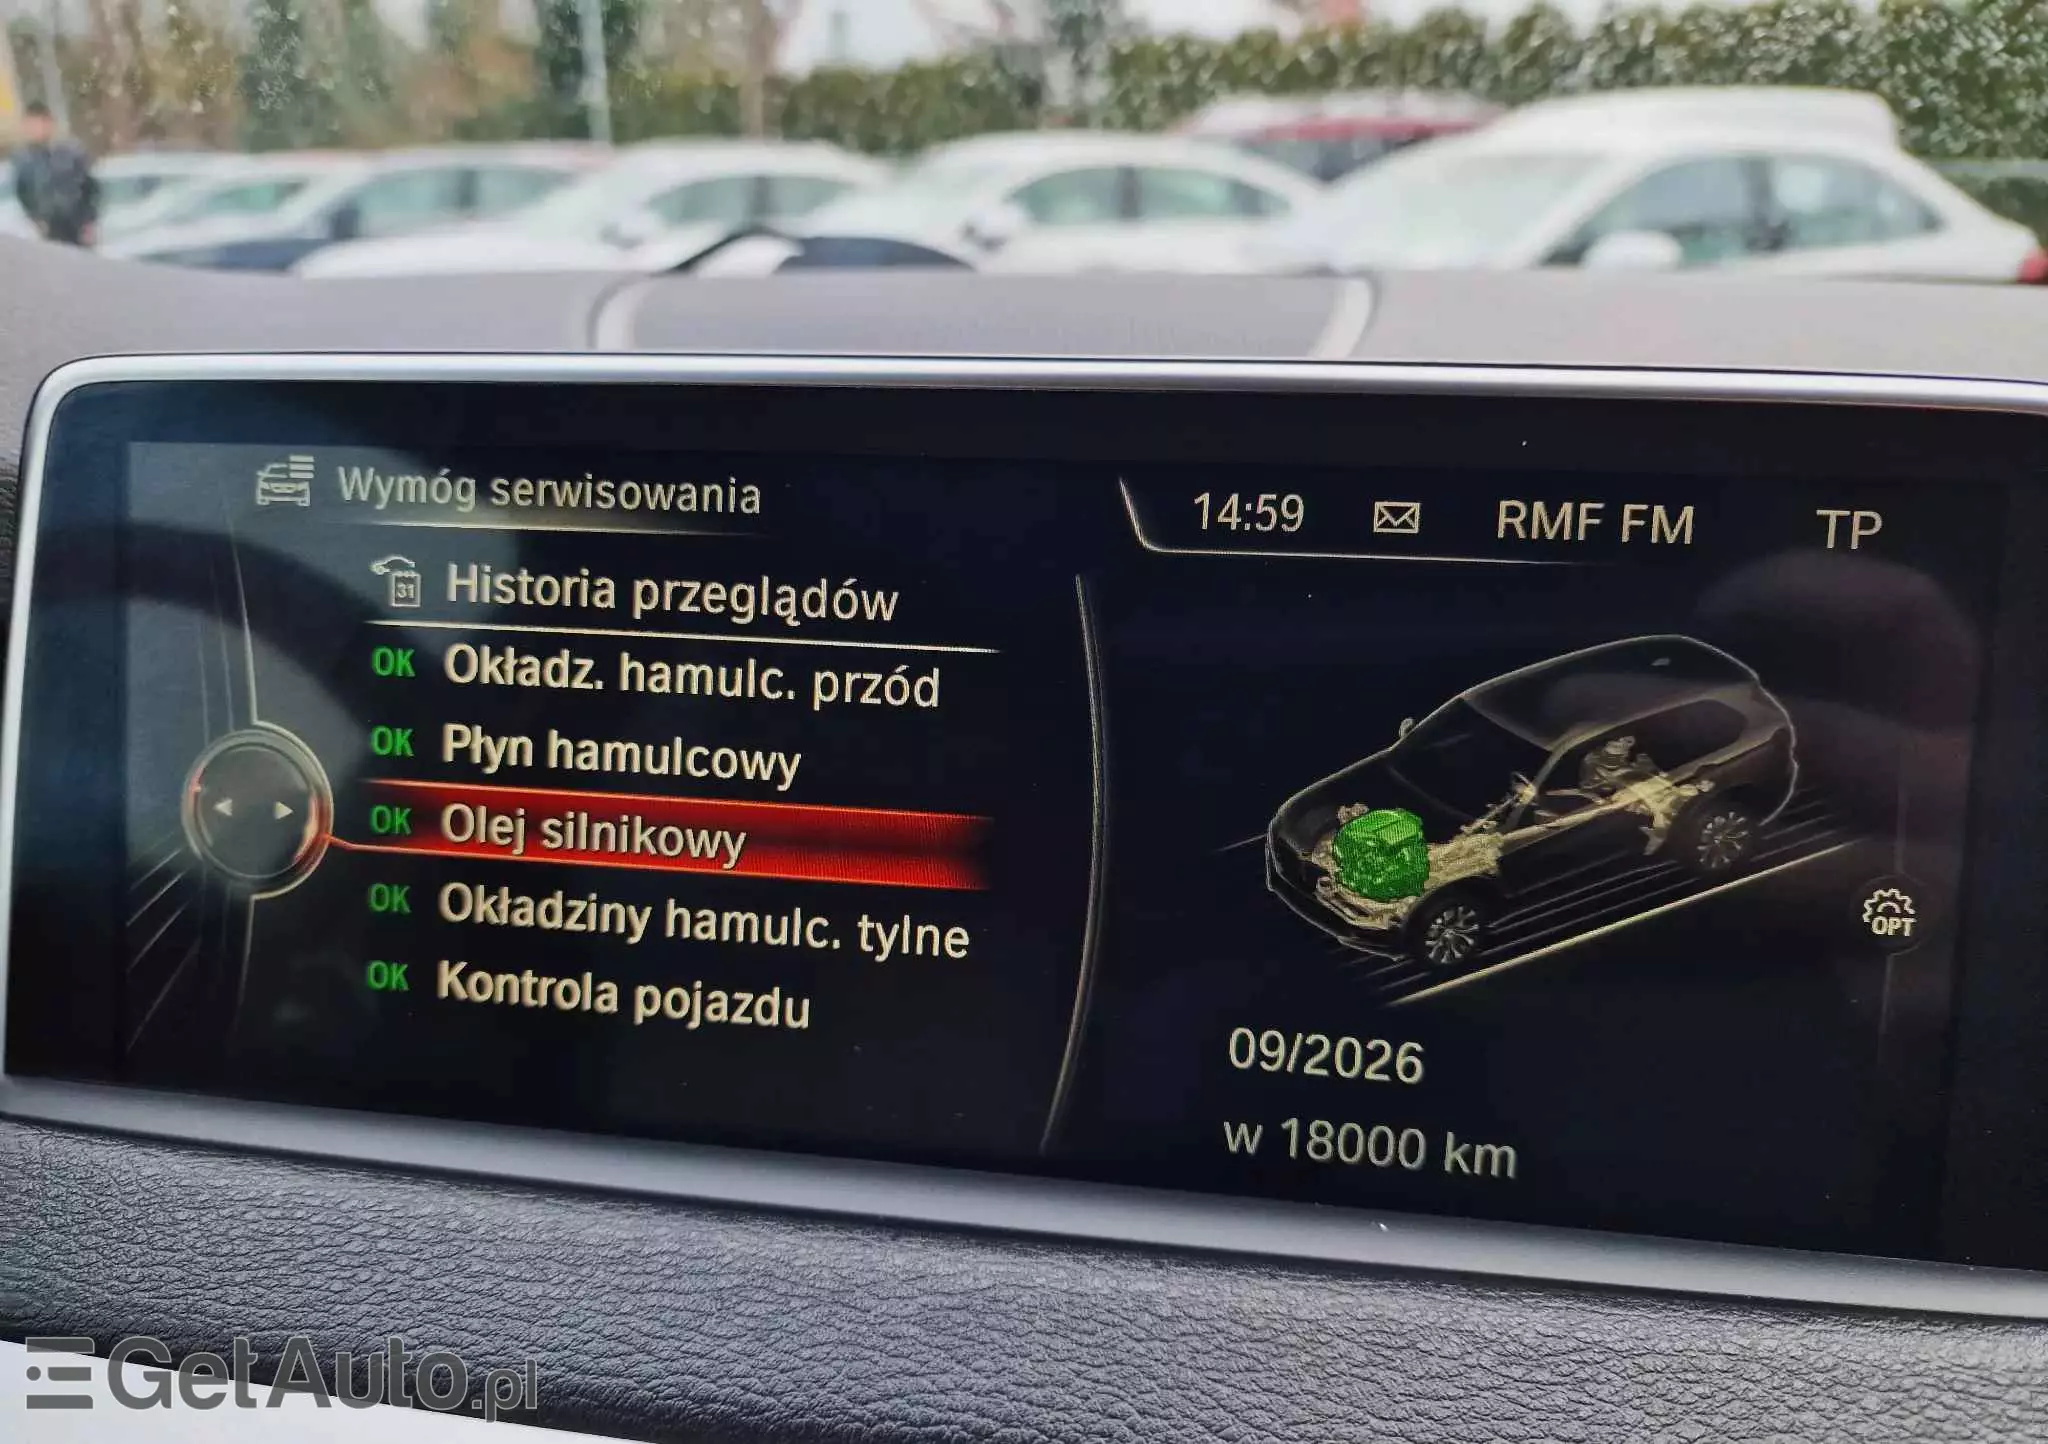 Wymóg serwisowania
14:59 RMF FM TP
31 Historia przeglądów
OK Okładz. hamulc. przód
OK Płyn hamulcowy
OK Olej silnikowy
OK Okładziny hamulc. tylne
OK Kontrola pojazdu
OPT
09/2026
w 18000 km
GetAuto.pl